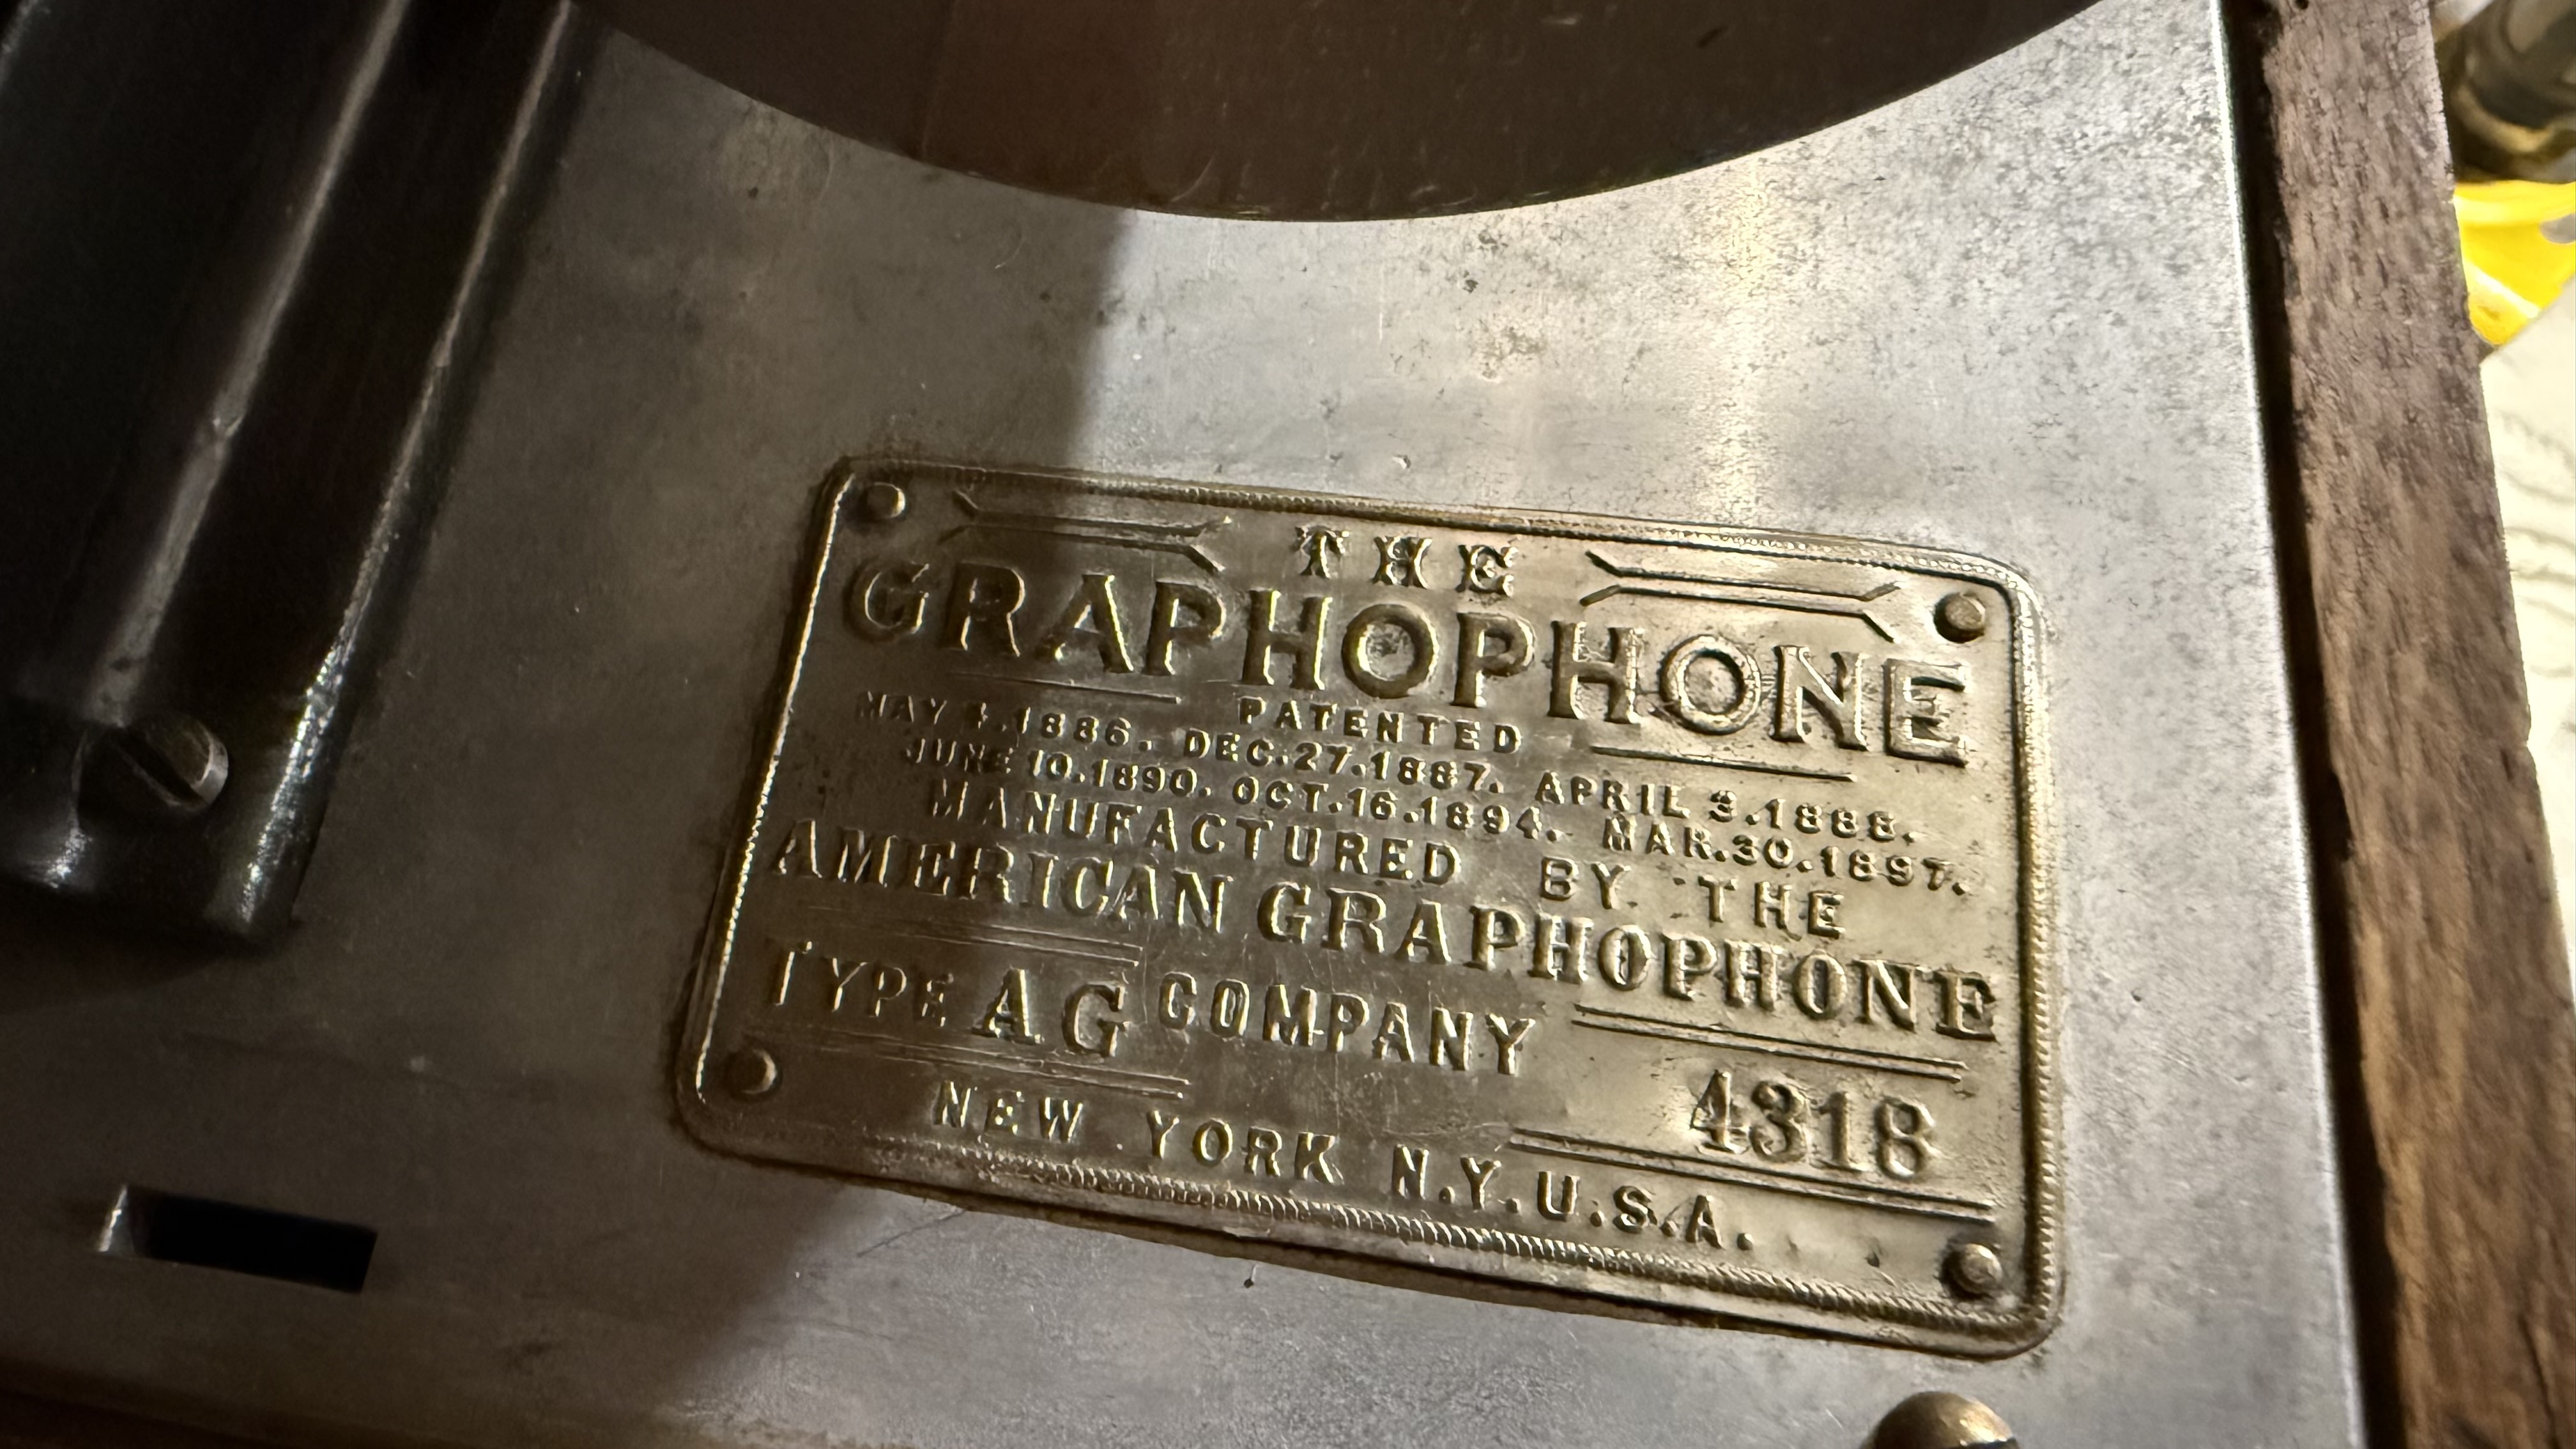 THE
GRAPHOPHONE
PATENTED
MAY 4.1886. DEC.27.1887. APRIL 3.1888.
JUNE 10.1890. OCT.16.1894. MAR.30.1897.
MANUFACTURED BY THE
AMERICAN GRAPHOPHONE
TYPE AG COMPANY 4318
NEW YORK N.Y.U.S.A.